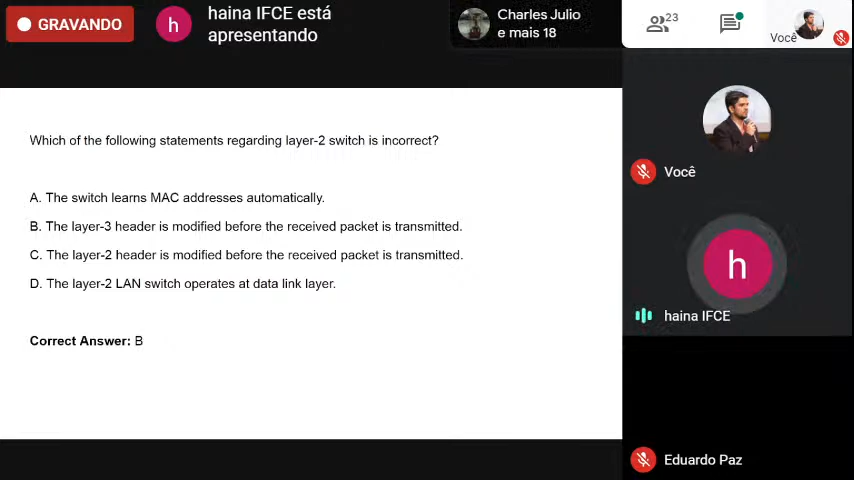 GRAVANDO
h
haina IFCE está
apresentando
Charles Julio
e mais 18
23
Você
Which of the following statements regarding layer-2 switch is incorrect?
A. The switch learns MAC addresses automatically.
B. The layer-3 header is modified before the received packet is transmitted.
C. The layer-2 header is modified before the received packet is transmitted.
D. The layer-2 LAN switch operates at data link layer.
Correct Answer: B
Você
h
haina IFCE
Eduardo Paz